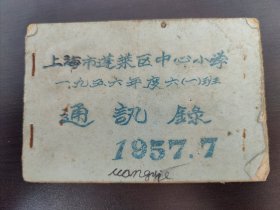 上海市蓬莱区中心小学
一九五六年度六(一)班
通訊錄
1957.7